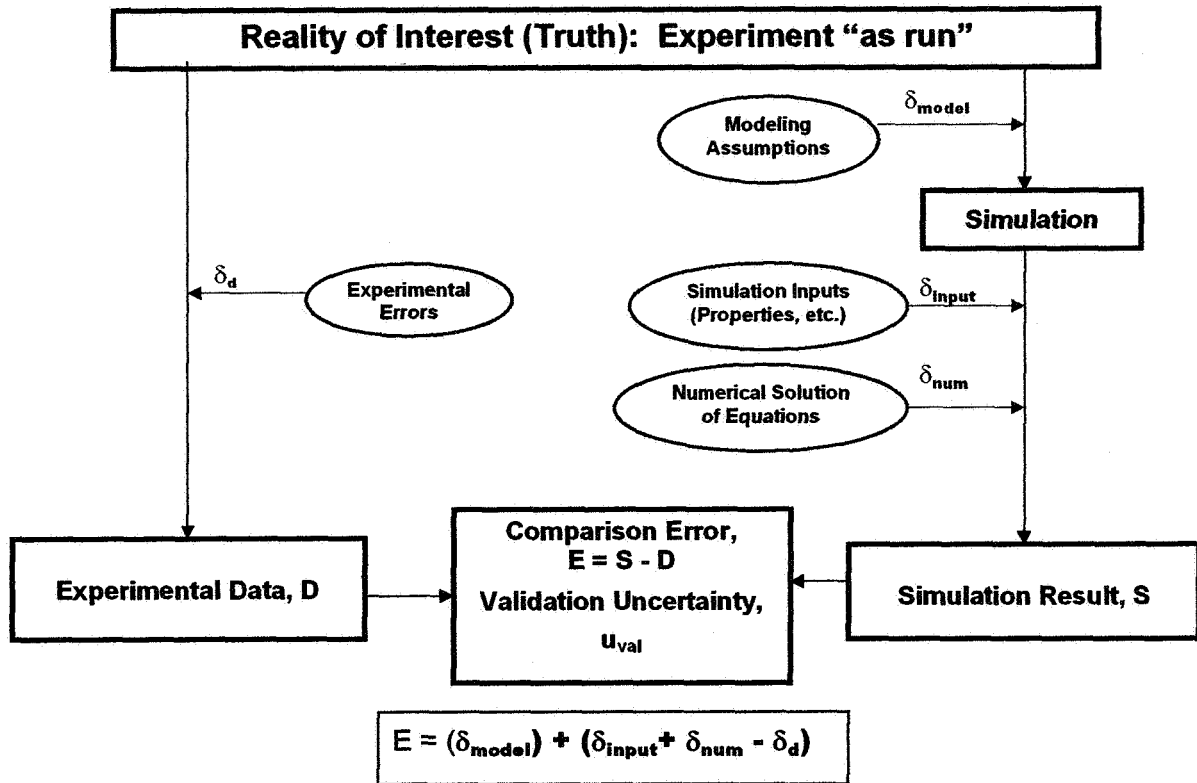 Reality of Interest (Truth): Experiment “as run”
δmodel
Modeling
Assumptions
Simulation
δd
Experimental
Errors
Simulation Inputs
(Properties, etc.)
δinput
δnum
Numerical Solution
of Equations
Comparison Error,
E = S - D
Validation Uncertainty,
uval
Experimental Data, D
Simulation Result, S
E = (δmodel) + (δinput+ δnum - δd)